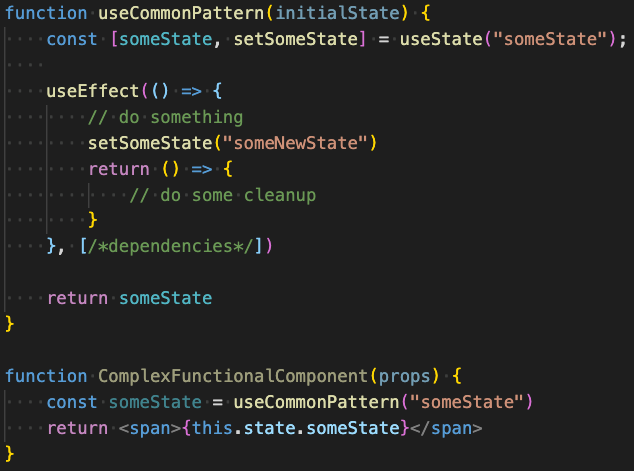 function useCommonPattern(initialState) {
    const [someState, setSomeState] = useState("someState");
    useEffect(() => {
        // do something
        setSomeState("someNewState")
        return () => {
            // do some cleanup
        }
    }, [/*dependencies*/])
    return someState
}
function ComplexFunctionalComponent(props) {
    const someState = useCommonPattern("someState")
    return <span>{this.state.someState}</span>
}